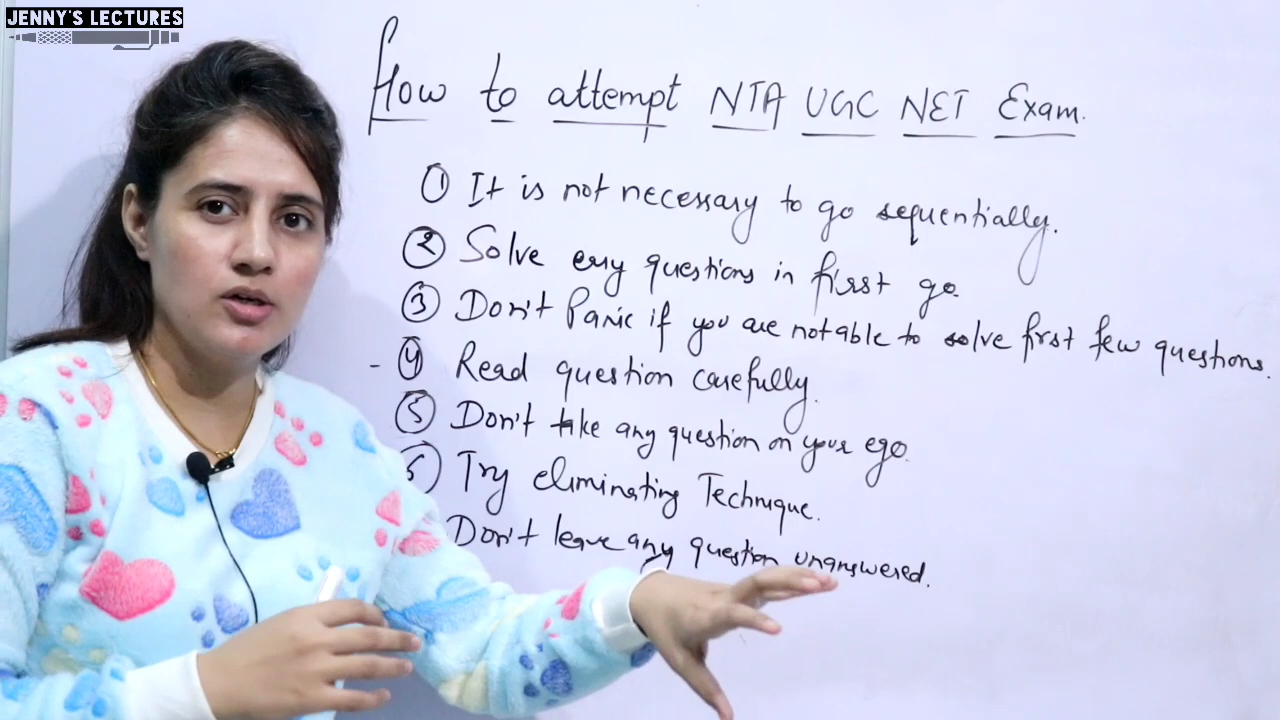 JENNY'S LECTURES
How to attempt NTA UGC NET Exam.
① It is not necessary to go sequentially.
② Solve easy questions in first go.
③ Don't Panic if you are not able to solve first few questions.
- ④ Read question carefully.
⑤ Don't take any question on your ego.
6 Try eliminating Technique.
Don't leave any question unanswered.